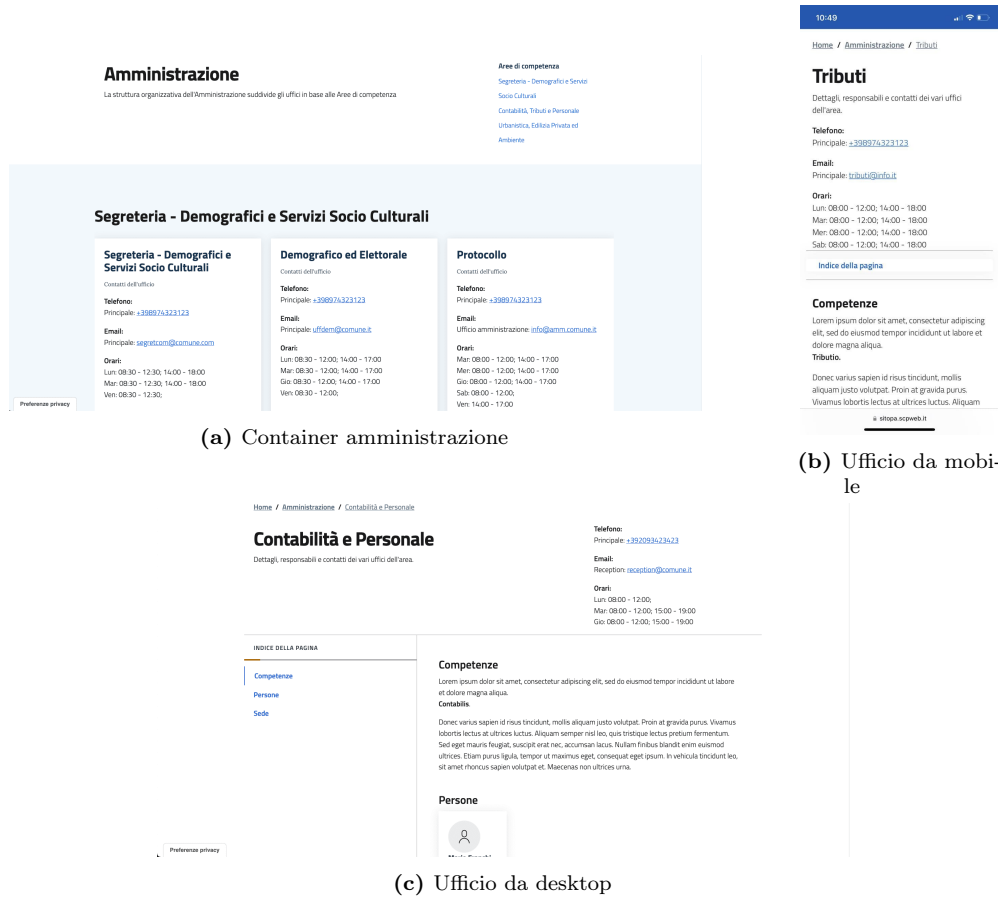 Amministrazione
La struttura organizzativa dell'Amministrazione suddivide gli uffici in base alle Aree di competenza
Aree di competenza
Segreteria - Demografici e Servizi
Socio Culturali
Contabilità, Tributi e Personale
Urbanistica, Edilizia Privata ed
Ambiente
Segreteria - Demografici e Servizi Socio Culturali
Segreteria - Demografici e
Servizi Socio Culturali
Contatti dell'ufficio
Telefono:
Principale: +398974323123
Email:
Principale: segretcom@comune.com
Orari:
Lun: 08:30 - 12:30; 14:00 - 18:00
Mar: 08:30 - 12:30; 14:00 - 18:00
Ven: 08:30 - 12:30;
Demografico ed Elettorale
Contatti dell'ufficio
Telefono:
Principale: +398974323123
Email:
Principale: uffdem@comune.it
Orari:
Lun: 08:30 - 12:00; 14:00 - 17:00
Mar: 08:30 - 12:00; 14:00 - 17:00
Gio: 08:30 - 12:00; 14:00 - 17:00
Ven: 08:30 - 12:00;
Protocollo
Contatti dell'ufficio
Telefono:
Principale: +398974323123
Email:
Ufficio amministrazione: info@amm.comune.it
Orari:
Mar: 08:00 - 12:00; 14:00 - 17:00
Mer: 08:00 - 12:00; 14:00 - 17:00
Gio: 08:00 - 12:00; 14:00 - 17:00
Sab: 08:00 - 12:00;
Ven: 14:00 - 17:00
Preferenze privacy
(a) Container amministrazione
10:49
Home / Amministrazione / Tributi
Tributi
Dettagli, responsabili e contatti dei vari uffici
dell'area.
Telefono:
Principale: +398974323123
Email:
Principale: tributi@info.it
Orari:
Lun: 08:00 - 12:00; 14:00 - 18:00
Mar: 08:00 - 12:00; 14:00 - 18:00
Mer: 08:00 - 12:00; 14:00 - 18:00
Sab: 08:00 - 12:00; 14:00 - 18:00
Indice della pagina
Competenze
Lorem ipsum dolor sit amet, consectetur adipiscing
elit, sed do eiusmod tempor incididunt ut labore et
dolore magna aliqua.
Tributio.
Donec varius sapien id risus tincidunt, mollis
aliquam justo volutpat. Proin at gravida purus.
Vivamus lobortis lectus at ultrices luctus. Aliquam
sitopa.scpweb.it
(b) Ufficio da mobi-
le
Home / Amministrazione / Contabilità e Personale
Contabilità e Personale
Dettagli, responsabili e contatti dei vari uffici dell'area.
Telefono:
Principale: +392093423423
Email:
Reception: reception@comune.it
Orari:
Lun: 08:00 - 12:00;
Mar: 08:00 - 12:00; 15:00 - 19:00
Gio: 08:00 - 12:00; 15:00 - 19:00
INDICE DELLA PAGINA
Competenze
Persone
Sede
Competenze
Lorem ipsum dolor sit amet, consectetur adipiscing elit, sed do eiusmod tempor incididunt ut labore
et dolore magna aliqua.
Contabilis.
Donec varius sapien id risus tincidunt, mollis aliquam justo volutpat. Proin at gravida purus. Vivamus
lobortis lectus at ultrices luctus. Aliquam semper nisl leo, quis tristique lectus pretium fermentum.
Sed eget mauris feugiat, suscipit erat nec, accumsan lacus. Nullam finibus blandit enim euismod
ultrices. Etiam purus ligula, tempor ut maximus eget, consequat eget ipsum. In vehicula tincidunt leo,
sit amet rhoncus sapien volutpat et. Maecenas non ultrices urna.
Persone
Preferenze privacy
(c) Ufficio da desktop